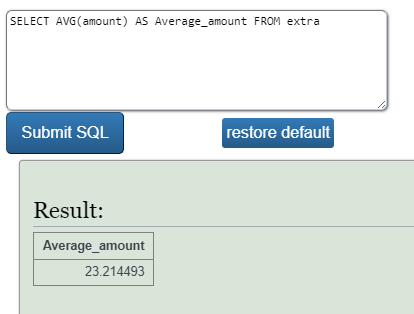 SELECT AVG(amount) AS Average_amount FROM extra
Submit SQL
restore default
Result:
Average_amount
23.214493